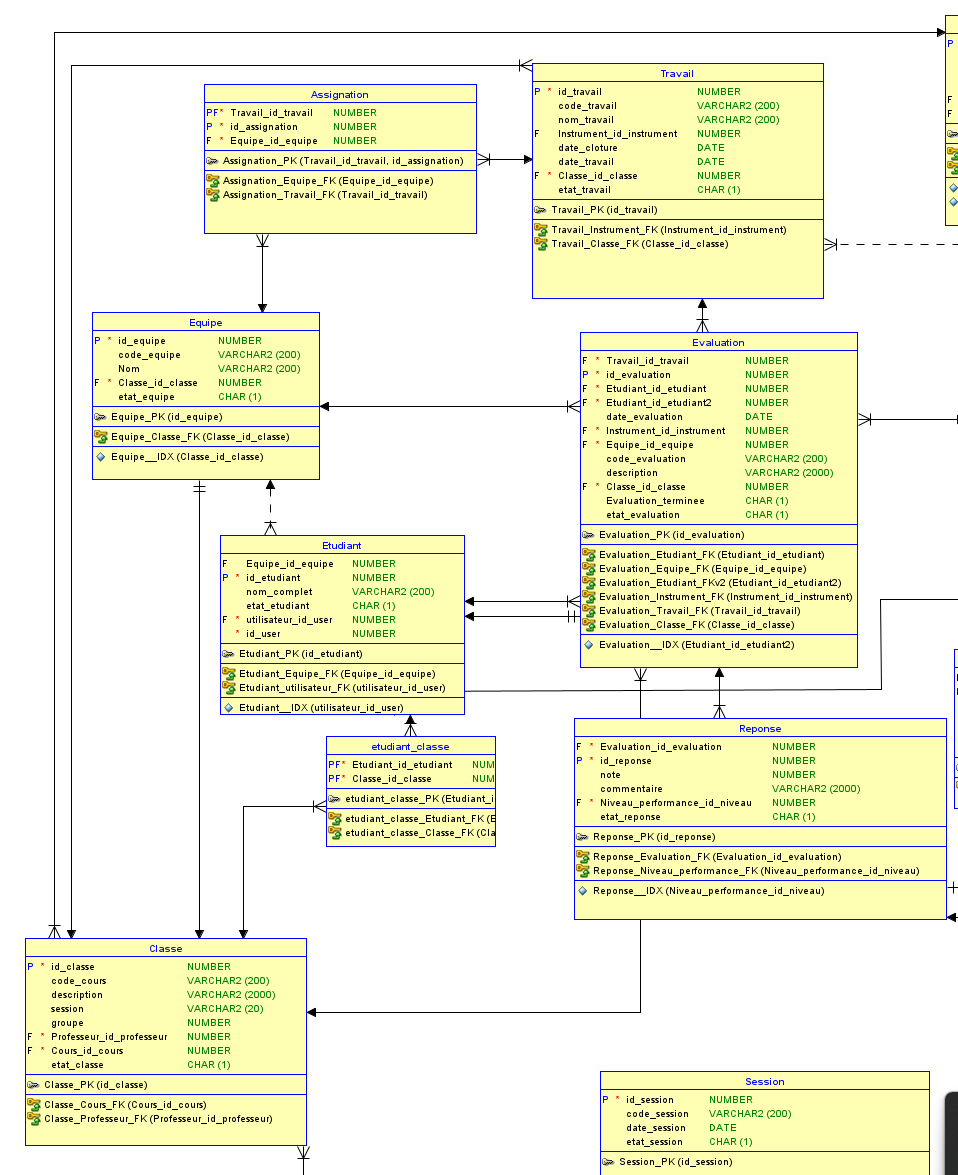 P
F
F
Travail
P * id_travail NUMBER
code_travail VARCHAR2 (200)
nom_travail VARCHAR2 (200)
F Instrument_id_instrument NUMBER
date_cloture DATE
date_travail DATE
F * Classe_id_classe NUMBER
etat_travail CHAR (1)
Travail_PK (id_travail)
Travail_Instrument_FK (Instrument_id_instrument)
Travail_Classe_FK (Classe_id_classe)
Assignation
PF* Travail_id_travail NUMBER
P * id_assignation NUMBER
F * Equipe_id_equipe NUMBER
Assignation_PK (Travail_id_travail, id_assignation)
Assignation_Equipe_FK (Equipe_id_equipe)
Assignation_Travail_FK (Travail_id_travail)
Equipe
P * id_equipe NUMBER
code_equipe VARCHAR2 (200)
Nom VARCHAR2 (200)
F * Classe_id_classe NUMBER
etat_equipe CHAR (1)
Equipe_PK (id_equipe)
Equipe_Classe_FK (Classe_id_classe)
Equipe__IDX (Classe_id_classe)
Evaluation
F * Travail_id_travail NUMBER
P * id_evaluation NUMBER
F * Etudiant_id_etudiant NUMBER
F * Etudiant_id_etudiant2 NUMBER
date_evaluation DATE
F * Instrument_id_instrument NUMBER
F * Equipe_id_equipe NUMBER
code_evaluation VARCHAR2 (200)
description VARCHAR2 (2000)
F * Classe_id_classe NUMBER
Evaluation_terminee CHAR (1)
etat_evaluation CHAR (1)
Evaluation_PK (id_evaluation)
Evaluation_Etudiant_FK (Etudiant_id_etudiant)
Evaluation_Equipe_FK (Equipe_id_equipe)
Evaluation_Etudiant_FKv2 (Etudiant_id_etudiant2)
Evaluation_Instrument_FK (Instrument_id_instrument)
Evaluation_Travail_FK (Travail_id_travail)
Evaluation_Classe_FK (Classe_id_classe)
Evaluation__IDX (Etudiant_id_etudiant2)
Etudiant
F Equipe_id_equipe NUMBER
P * id_etudiant NUMBER
nom_complet VARCHAR2 (200)
etat_etudiant CHAR (1)
F * utilisateur_id_user NUMBER
* id_user NUMBER
Etudiant_PK (id_etudiant)
Etudiant_Equipe_FK (Equipe_id_equipe)
Etudiant_utilisateur_FK (utilisateur_id_user)
Etudiant__IDX (utilisateur_id_user)
etudiant_classe
PF* Etudiant_id_etudiant NUM
PF* Classe_id_classe NUM
etudiant_classe_PK (Etudiant_i
etudiant_classe_Etudiant_FK (E
etudiant_classe_Classe_FK (Cla
Reponse
F * Evaluation_id_evaluation NUMBER
P * id_reponse NUMBER
note NUMBER
commentaire VARCHAR2 (2000)
F * Niveau_performance_id_niveau NUMBER
etat_reponse CHAR (1)
Reponse_PK (id_reponse)
Reponse_Evaluation_FK (Evaluation_id_evaluation)
Reponse_Niveau_performance_FK (Niveau_performance_id_niveau)
Reponse__IDX (Niveau_performance_id_niveau)
Classe
P * id_classe NUMBER
code_cours VARCHAR2 (200)
description VARCHAR2 (2000)
session VARCHAR2 (20)
groupe NUMBER
F * Professeur_id_professeur NUMBER
F * Cours_id_cours NUMBER
etat_classe CHAR (1)
Classe_PK (id_classe)
Classe_Cours_FK (Cours_id_cours)
Classe_Professeur_FK (Professeur_id_professeur)
Session
P * id_session NUMBER
code_session VARCHAR2 (200)
date_session DATE
etat_session CHAR (1)
Session_PK (id_session)